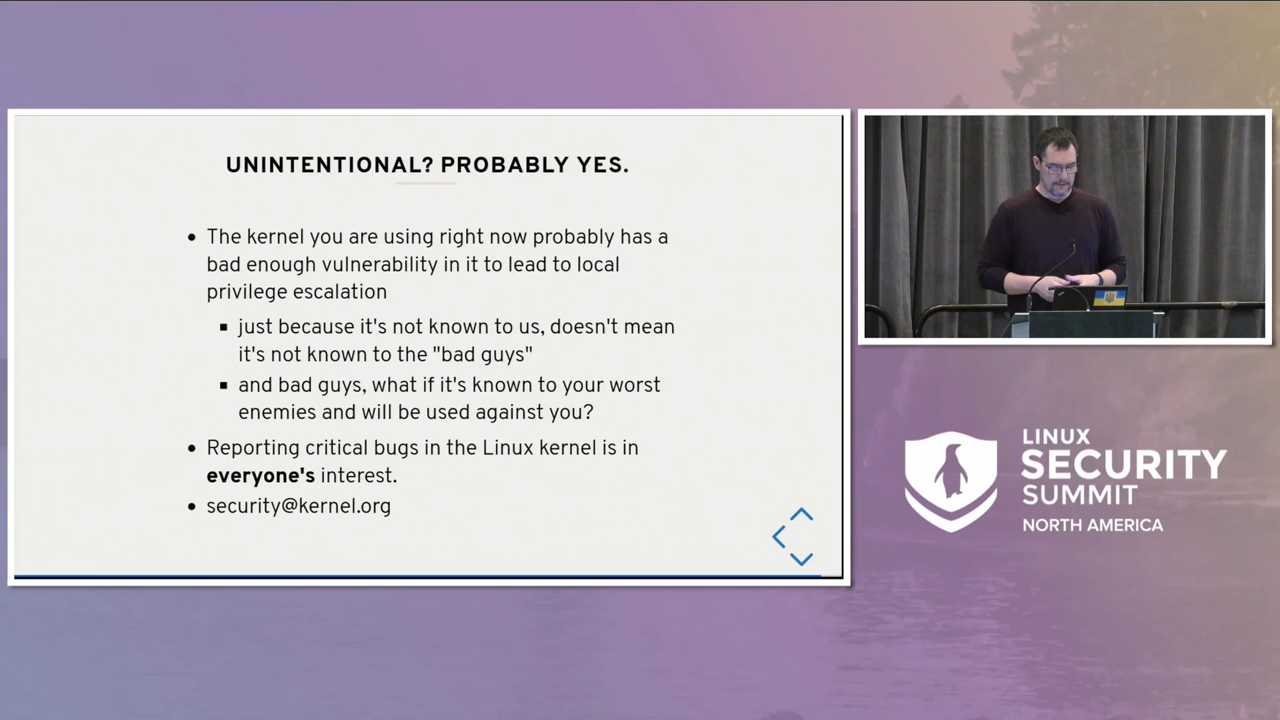 UNINTENTIONAL? PROBABLY YES.
The kernel you are using right now probably has a
bad enough vulnerability in it to lead to local
privilege escalation
just because it's not known to us, doesn't mean
it's not known to the "bad guys"
and bad guys, what if it's known to your worst
enemies and will be used against you?
Reporting critical bugs in the Linux kernel is in
everyone's interest.
security@kernel.org
LINUX
SECURITY
SUMMIT
NORTH AMERICA